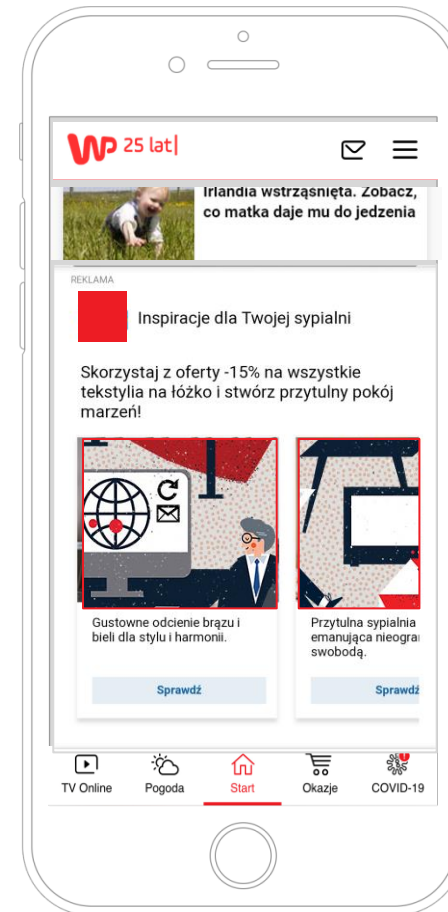 WP 25 lat|
Irlandia wstrząśnięta. Zobacz,
co matka daje mu do jedzenia
REKLAMA
Inspiracje dla Twojej sypialni
Skorzystaj z oferty -15% na wszystkie
tekstylia na łóżko i stwórz przytulny pokój
marzeń!
Gustowne odcienie brązu i
bieli dla stylu i harmonii.
Sprawdź
Przytulna sypialnia
emanująca nieogra
swobodą.
Sprawdź
TV Online
Pogoda
Start
Okazje
COVID-19